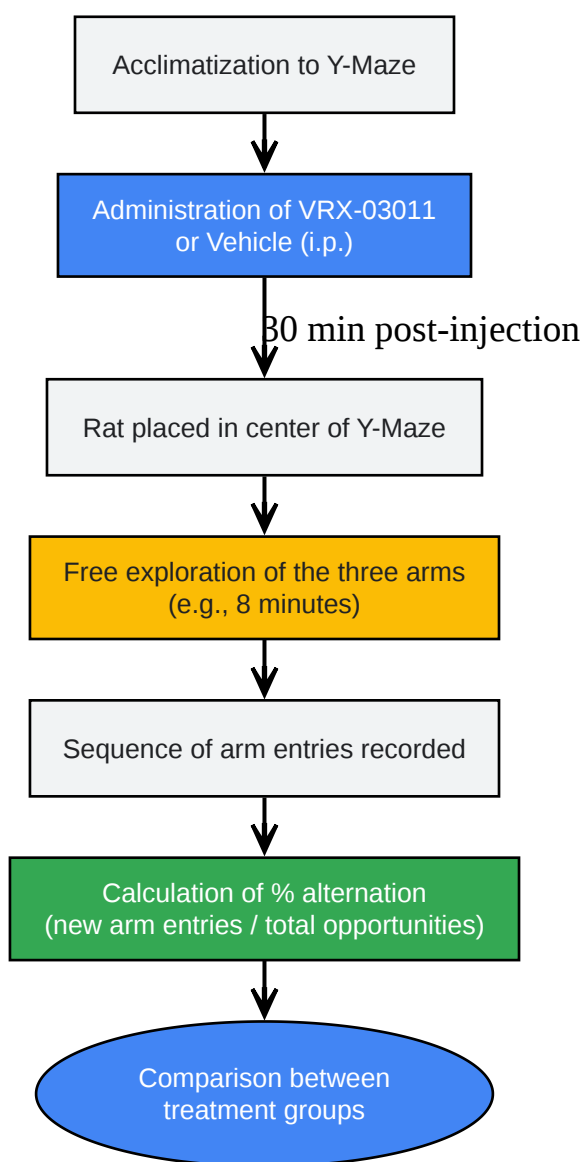 Acclimatization to Y-Maze
Administration of VRX-03011
or Vehicle (i.p.)
30 min post-injection
Rat placed in center of Y-Maze
Free exploration of the three arms
(e.g., 8 minutes)
Sequence of arm entries recorded
Calculation of % alternation
(new arm entries / total opportunities)
Comparison between
treatment groups